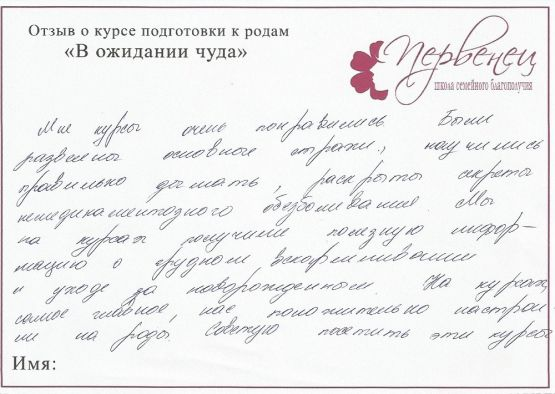 Отзыв о курсе подготовки к родам
«В ожидании чуда»
Первенец
школа семейного благополучия
Мне курсы очень понравились. Были
развеяны основные страхи, научились
правильно дышать, раскрыты секреты
немедикаментозного обезболивания. Мы
на курсах получили полезную инфор-
мацию о грудном вскармливании
и уходе за новорожденным. На курсах,
самое главное, нас положительно настрои
ли на роды. Советую посетить эти курсы
Имя: